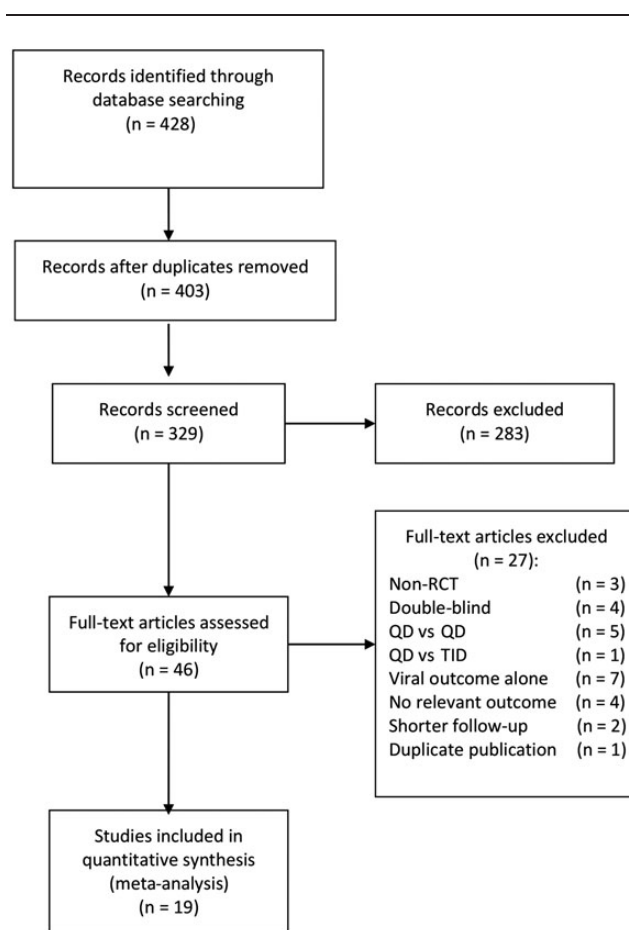 Records identified through
database searching
(n = 428)
Records after duplicates removed
(n = 403)
Records screened
(n = 329)
Records excluded
(n = 283)
Full-text articles assessed
for eligibility
(n = 46)
Full-text articles excluded
(n = 27):
Non-RCT (n = 3)
Double-blind (n = 4)
QD vs QD (n = 5)
QD vs TID (n = 1)
Viral outcome alone (n = 7)
No relevant outcome (n = 4)
Shorter follow-up (n = 2)
Duplicate publication (n = 1)
Studies included in
quantitative synthesis
(meta-analysis)
(n = 19)